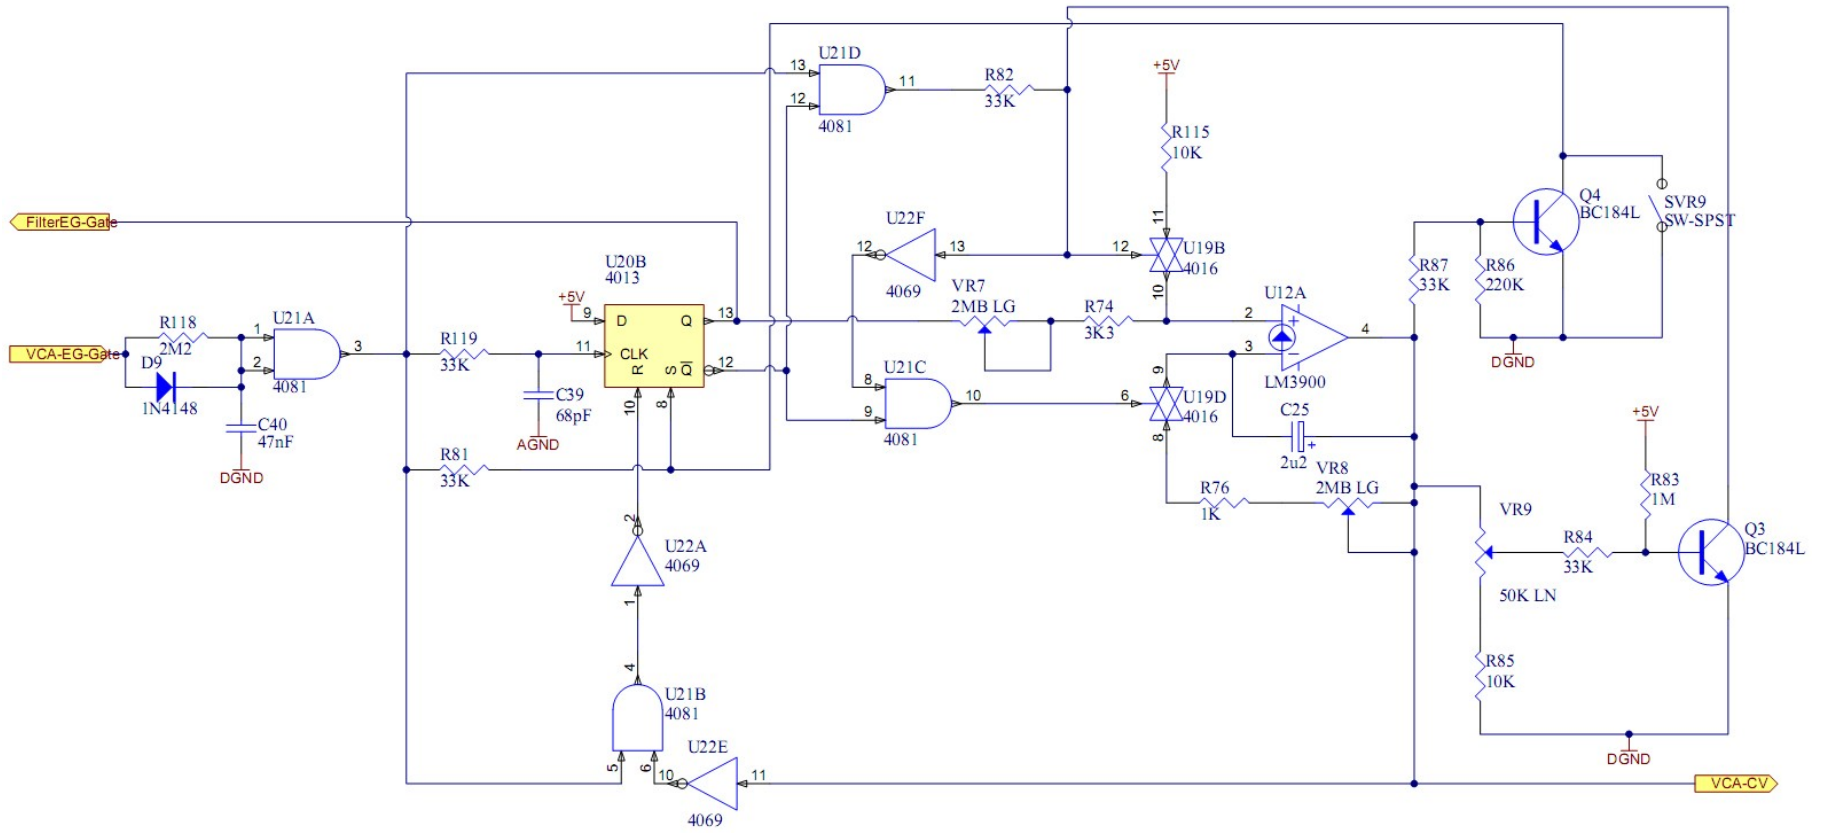 U21D
13
12
11
4081
R82
33K
+5V
R115
10K
11
FilterEG-Gate
U22F
12
13
4069
12
U19B
4016
10
Q4
BC184L
SVR9
SW-SPST
R87
33K
R86
220K
DGND
U20B
4013
+5V
9
D
Q
13
11
CLK
R
S
Q
12
10
8
VR7
2MB LG
R74
3K3
U12A
2
3
4
LM3900
R118
2M2
U21A
1
2
3
4081
VCA-EG-Gate
D9
1N4148
C40
47nF
DGND
R119
33K
C39
68pF
AGND
R81
33K
U21C
8
9
10
4081
9
6
U19D
4016
8
C25
+
2u2
VR8
2MB LG
R76
1K
+5V
R83
1M
VR9
50K LN
R84
33K
Q3
BC184L
R85
10K
DGND
2
U22A
4069
1
4
U21B
4081
5
6
U22E
10
11
4069
VCA-CV